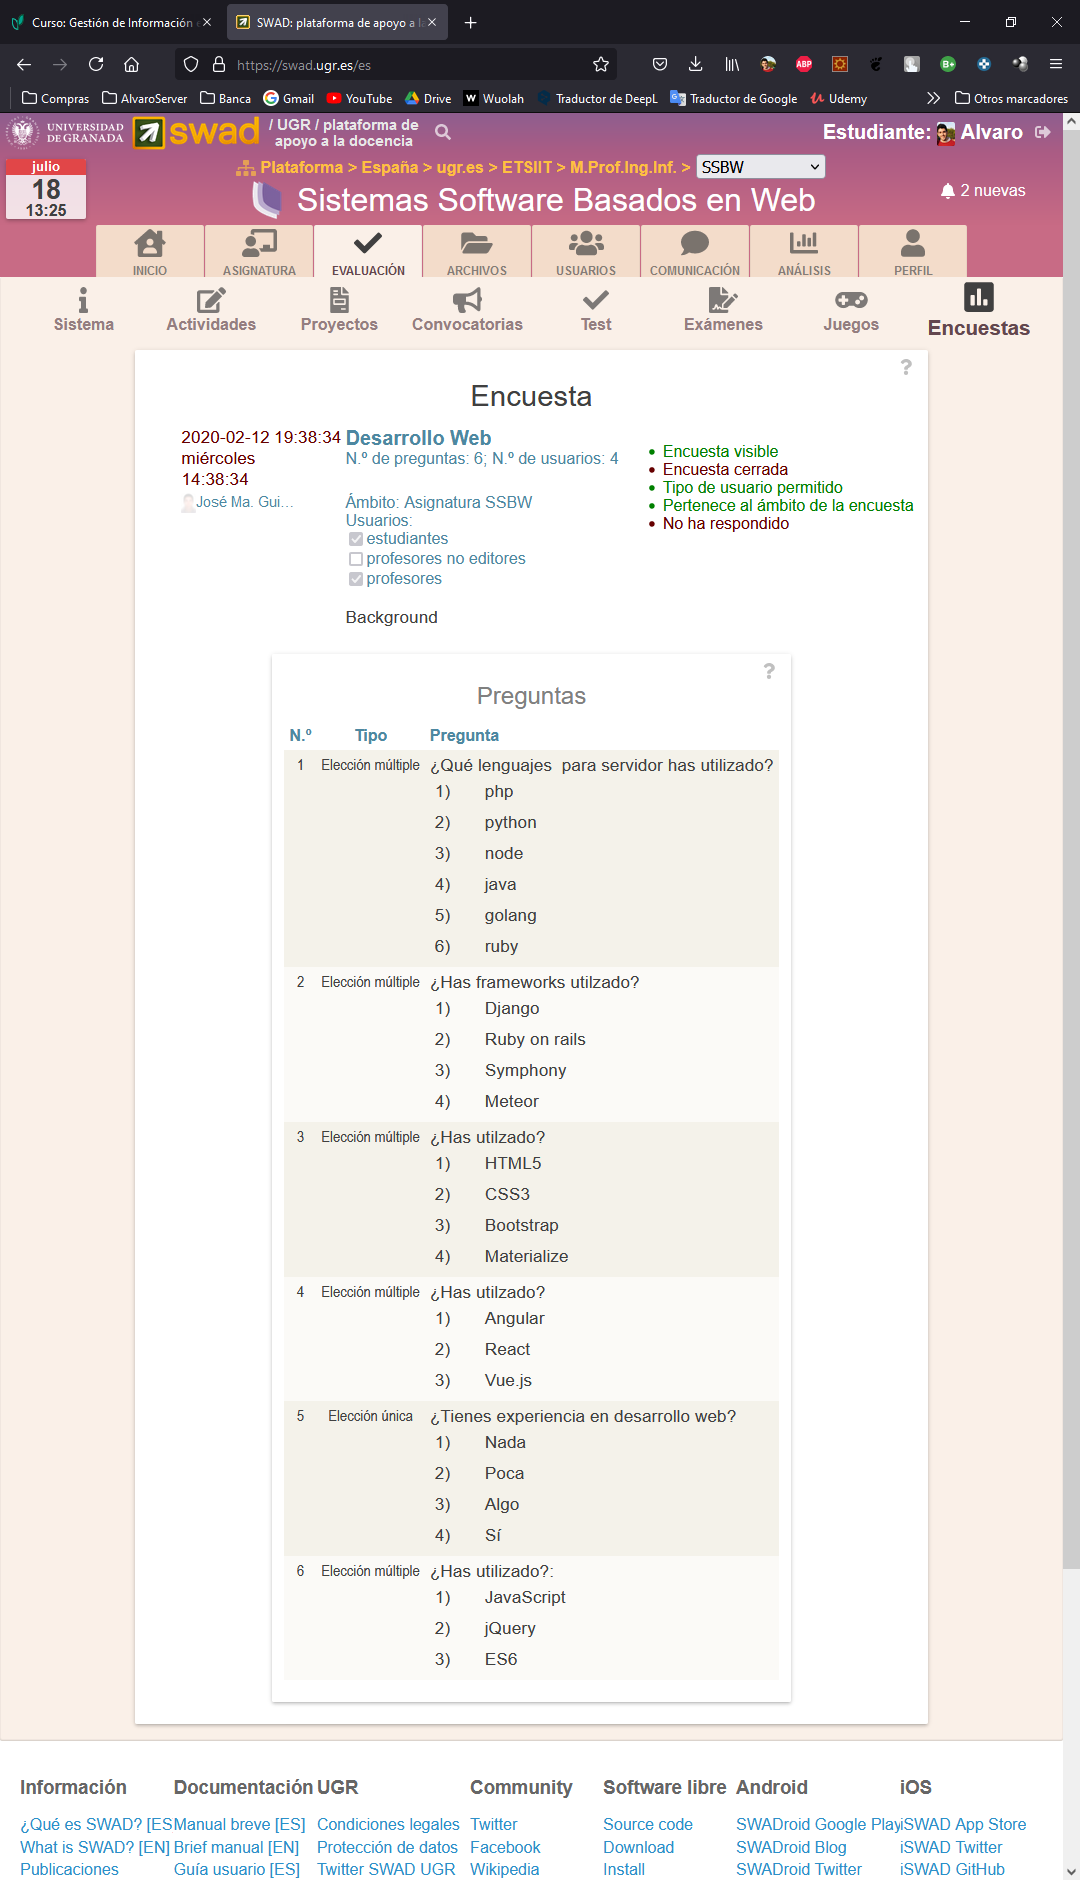 Curso: Gestión de Información
SWAD: plataforma de apoyo a l
https://swad.ugr.es/es
Compras
AlvaroServer
Banca
Gmail
YouTube
Drive
Wuolah
Traductor de DeepL
Traductor de Google
Udemy
Otros marcadores
UNIVERSIDAD
DE GRANADA
swad
/ UGR / plataforma de
apoyo a la docencia
Estudiante: Alvaro
julio
18
13:25
Plataforma > España > ugr.es > ETSIIT > M.Prof.Ing.Inf. > SSBW
Sistemas Software Basados en Web
2 nuevas
INICIO
ASIGNATURA
EVALUACIÓN
ARCHIVOS
USUARIOS
COMUNICACIÓN
ANÁLISIS
PERFIL
Sistema
Actividades
Proyectos
Convocatorias
Test
Exámenes
Juegos
Encuestas
?
Encuesta
2020-02-12 19:38:34
miércoles
14:38:34
José Ma. Gui…
Desarrollo Web
N.º de preguntas: 6; N.º de usuarios: 4
Ámbito: Asignatura SSBW
Usuarios:
estudiantes
profesores no editores
profesores
Background
Encuesta visible
Encuesta cerrada
Tipo de usuario permitido
Pertenece al ámbito de la encuesta
No ha respondido
?
Preguntas
N.º Tipo Pregunta
1 Elección múltiple ¿Qué lenguajes para servidor has utilizado?
1) php
2) python
3) node
4) java
5) golang
6) ruby
2 Elección múltiple ¿Has frameworks utilzado?
1) Django
2) Ruby on rails
3) Symphony
4) Meteor
3 Elección múltiple ¿Has utilzado?
1) HTML5
2) CSS3
3) Bootstrap
4) Materialize
4 Elección múltiple ¿Has utilzado?
1) Angular
2) React
3) Vue.js
5 Elección única ¿Tienes experiencia en desarrollo web?
1) Nada
2) Poca
3) Algo
4) Sí
6 Elección múltiple ¿Has utilizado?:
1) JavaScript
2) jQuery
3) ES6
Información
¿Qué es SWAD? [ES
What is SWAD? [EN]
Publicaciones
Documentación
Manual breve [ES]
Brief manual [EN]
Guía usuario [ES]
UGR
Condiciones legales
Protección de datos
Twitter SWAD UGR
Community
Twitter
Facebook
Wikipedia
Software libre
Source code
Download
Install
Android
SWADroid Google Play
SWADroid Blog
SWADroid Twitter
iOS
iSWAD App Store
iSWAD Twitter
iSWAD GitHub